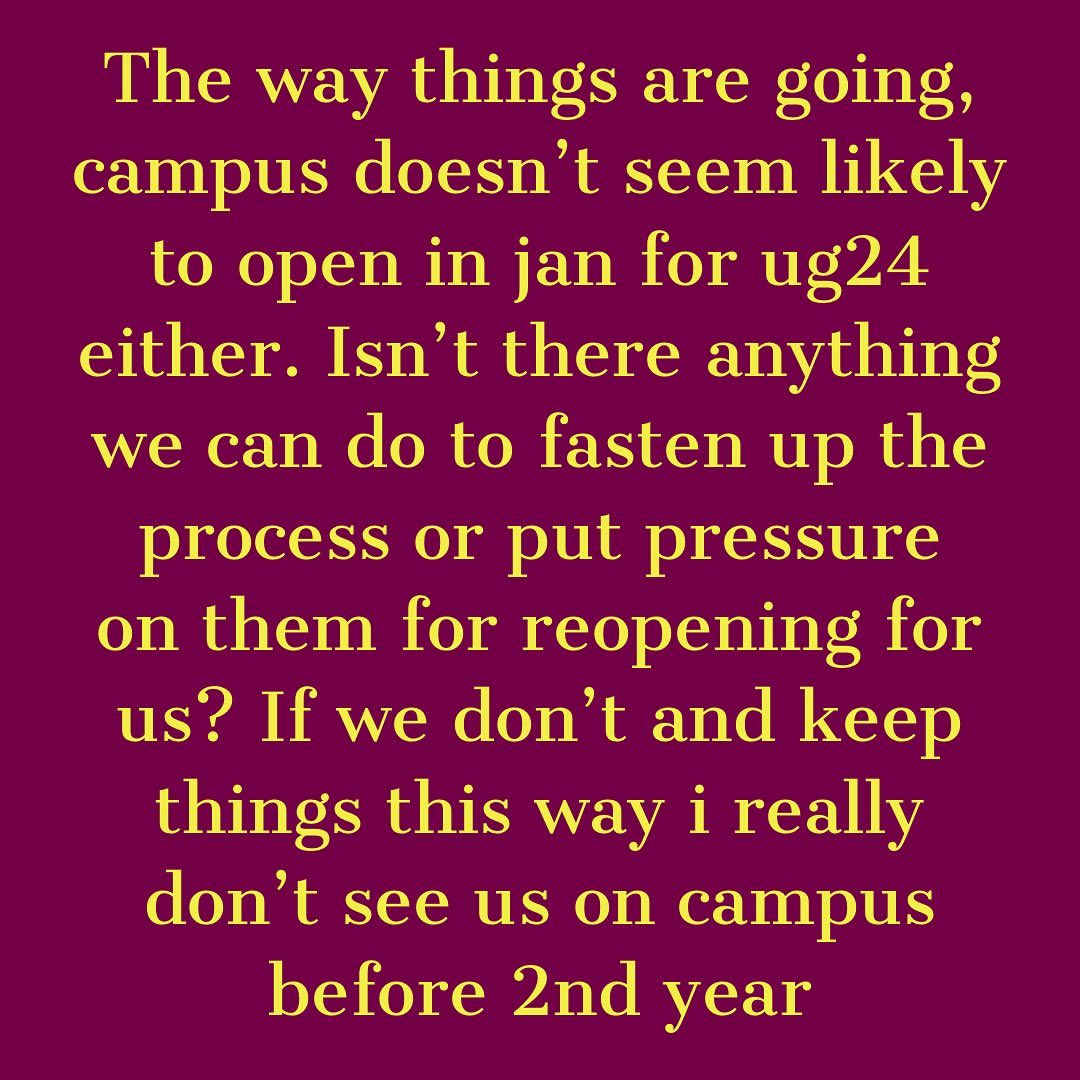 The way things are going,
campus doesn’t seem likely
to open in jan for ug24
either. Isn’t there anything
we can do to fasten up the
process or put pressure
on them for reopening for
us? If we don’t and keep
things this way i really
don’t see us on campus
before 2nd year